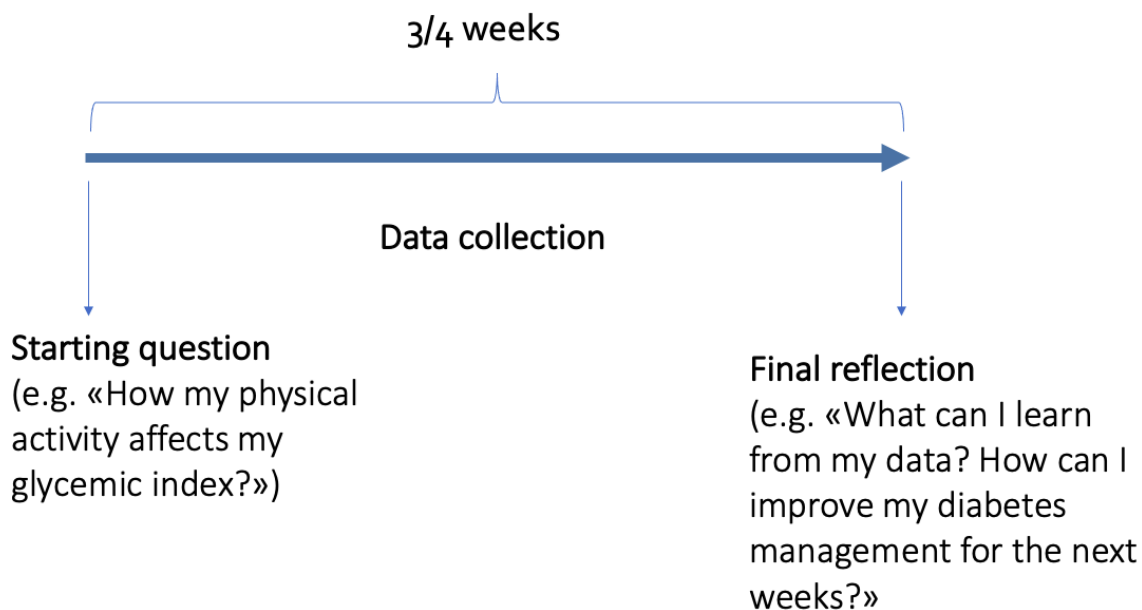 3/4 weeks
Data collection
Starting question
(e.g. «How my physical
activity affects my
glycemic index?»)
Final reflection
(e.g. «What can I learn
from my data? How can I
improve my diabetes
management for the next
weeks?»